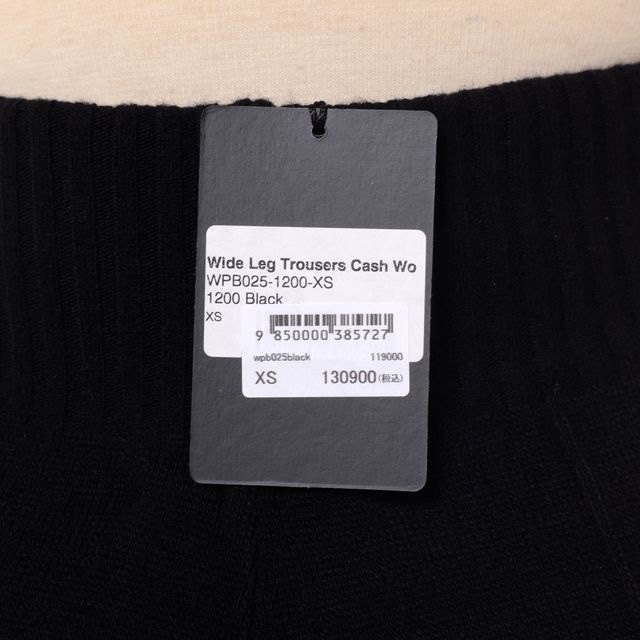 Wide Leg Trousers Cash Wo
WPB025-1200-XS
1200 Black
XS
9 850000 385727
wpb025black 119000
XS 130900(税込)